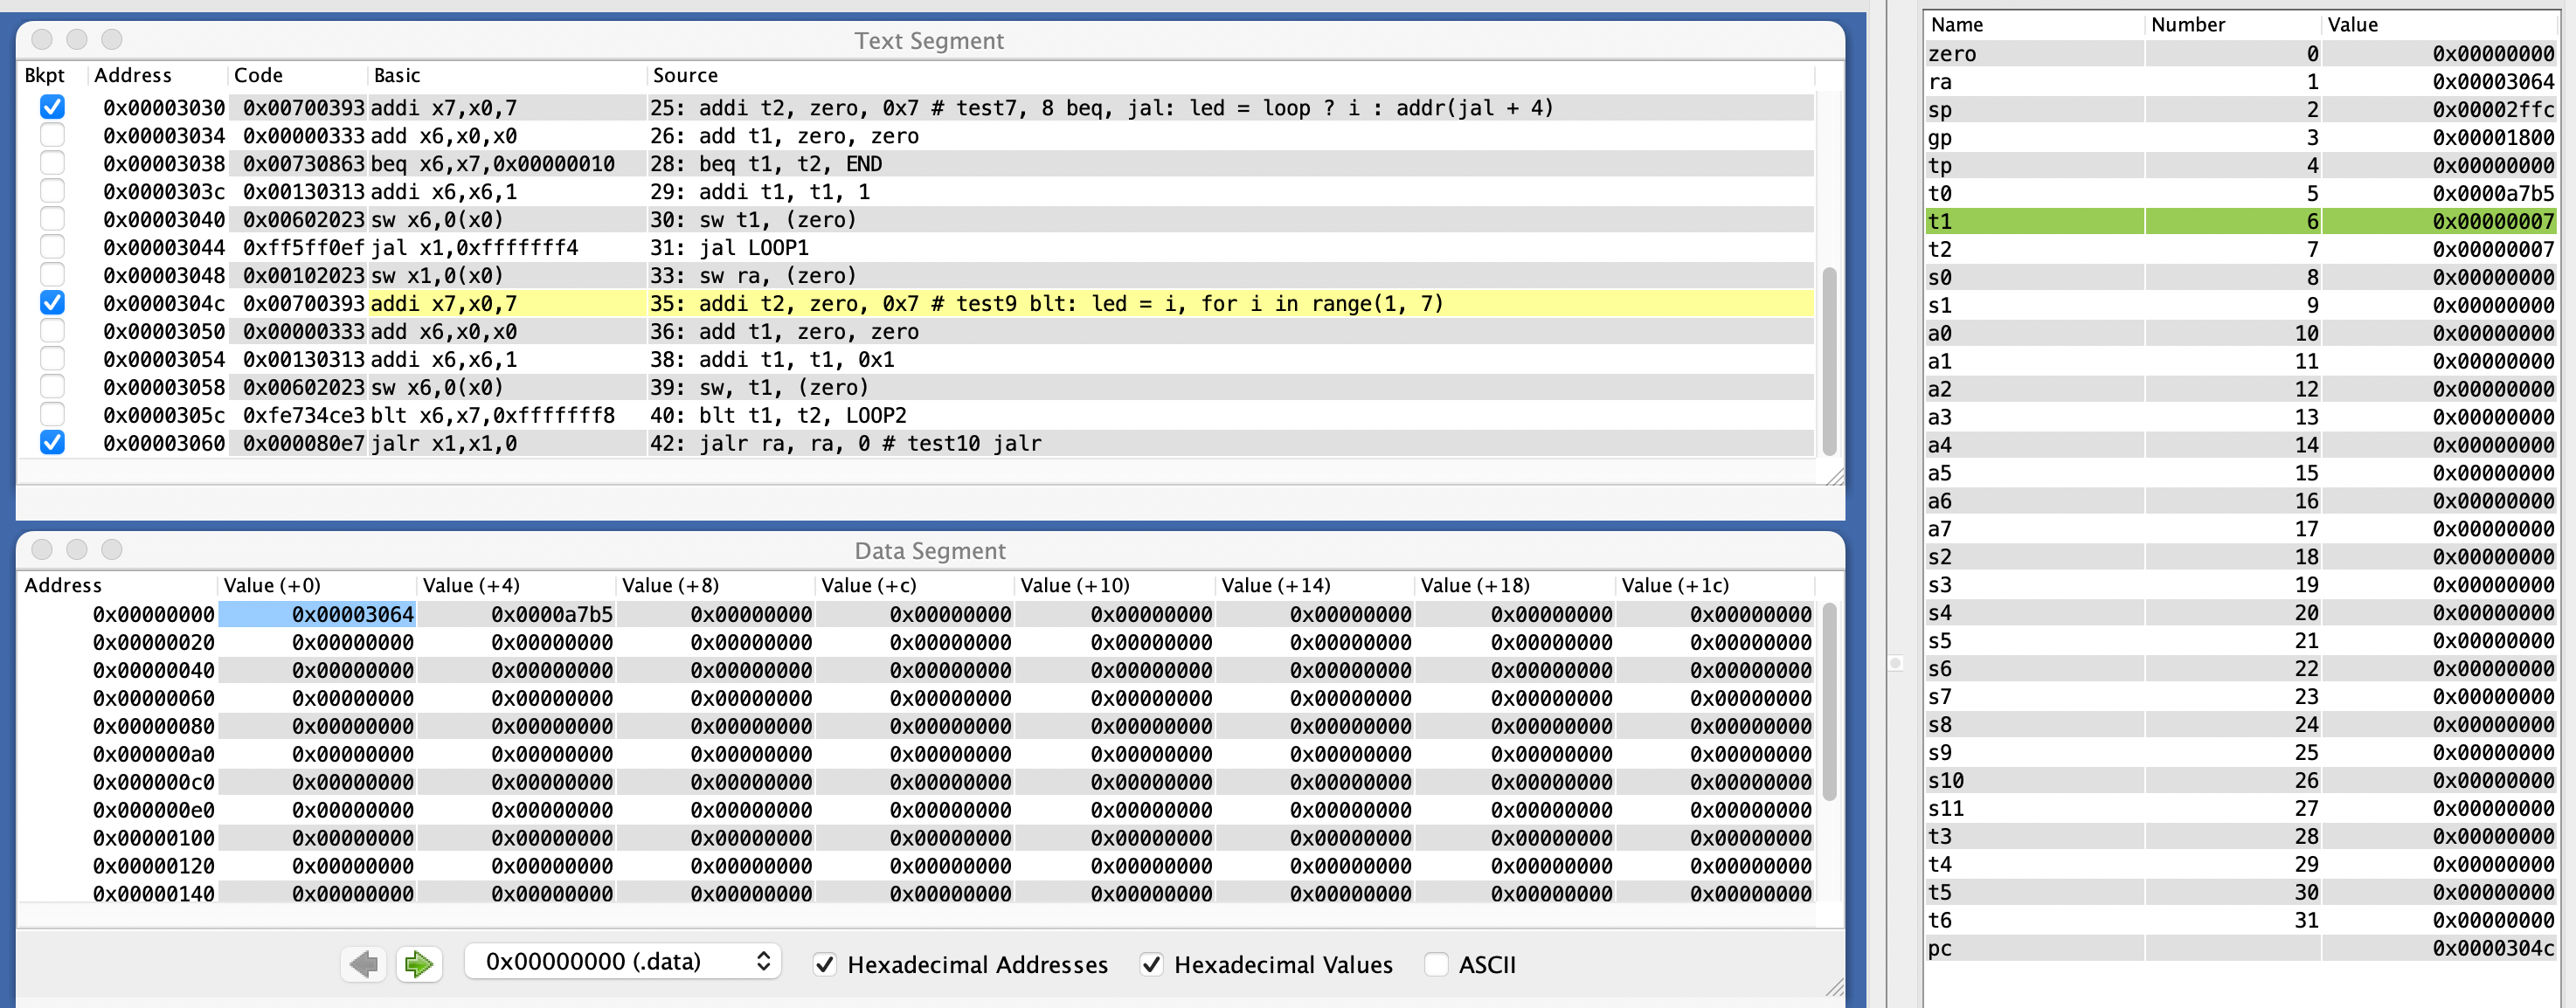 Text Segment
Bkpt Address Code Basic Source
0x00003030 0x00700393 addi x7,x0,7 25: addi t2, zero, 0x7 # test7, 8 beq, jal: led = loop ? i : addr(jal + 4)
0x00003034 0x00000333 add x6,x0,x0 26: add t1, zero, zero
0x00003038 0x00730863 beq x6,x7,0x00000010 28: beq t1, t2, END
0x0000303c 0x00130313 addi x6,x6,1 29: addi t1, t1, 1
0x00003040 0x00602023 sw x6,0(x0) 30: sw t1, (zero)
0x00003044 0xff5ff0ef jal x1,0xfffffff4 31: jal LOOP1
0x00003048 0x00102023 sw x1,0(x0) 33: sw ra, (zero)
0x0000304c 0x00700393 addi x7,x0,7 35: addi t2, zero, 0x7 # test9 blt: led = i, for i in range(1, 7)
0x00003050 0x00000333 add x6,x0,x0 36: add t1, zero, zero
0x00003054 0x00130313 addi x6,x6,1 38: addi t1, t1, 0x1
0x00003058 0x00602023 sw x6,0(x0) 39: sw, t1, (zero)
0x0000305c 0xfe734ce3 blt x6,x7,0xfffffff8 40: blt t1, t2, LOOP2
0x00003060 0x000080e7 jalr x1,x1,0 42: jalr ra, ra, 0 # test10 jalr
Data Segment
Address Value (+0) Value (+4) Value (+8) Value (+c) Value (+10) Value (+14) Value (+18) Value (+1c)
0x00000000 0x00003064 0x0000a7b5 0x00000000 0x00000000 0x00000000 0x00000000 0x00000000 0x00000000
0x00000020 0x00000000 0x00000000 0x00000000 0x00000000 0x00000000 0x00000000 0x00000000 0x00000000
0x00000040 0x00000000 0x00000000 0x00000000 0x00000000 0x00000000 0x00000000 0x00000000 0x00000000
0x00000060 0x00000000 0x00000000 0x00000000 0x00000000 0x00000000 0x00000000 0x00000000 0x00000000
0x00000080 0x00000000 0x00000000 0x00000000 0x00000000 0x00000000 0x00000000 0x00000000 0x00000000
0x000000a0 0x00000000 0x00000000 0x00000000 0x00000000 0x00000000 0x00000000 0x00000000 0x00000000
0x000000c0 0x00000000 0x00000000 0x00000000 0x00000000 0x00000000 0x00000000 0x00000000 0x00000000
0x000000e0 0x00000000 0x00000000 0x00000000 0x00000000 0x00000000 0x00000000 0x00000000 0x00000000
0x00000100 0x00000000 0x00000000 0x00000000 0x00000000 0x00000000 0x00000000 0x00000000 0x00000000
0x00000120 0x00000000 0x00000000 0x00000000 0x00000000 0x00000000 0x00000000 0x00000000 0x00000000
0x00000140 0x00000000 0x00000000 0x00000000 0x00000000 0x00000000 0x00000000 0x00000000 0x00000000
0x00000000 (.data) Hexadecimal Addresses Hexadecimal Values ASCII
Name Number Value
zero 0 0x00000000
ra 1 0x00003064
sp 2 0x00002ffc
gp 3 0x00001800
tp 4 0x00000000
t0 5 0x0000a7b5
t1 6 0x00000007
t2 7 0x00000007
s0 8 0x00000000
s1 9 0x00000000
a0 10 0x00000000
a1 11 0x00000000
a2 12 0x00000000
a3 13 0x00000000
a4 14 0x00000000
a5 15 0x00000000
a6 16 0x00000000
a7 17 0x00000000
s2 18 0x00000000
s3 19 0x00000000
s4 20 0x00000000
s5 21 0x00000000
s6 22 0x00000000
s7 23 0x00000000
s8 24 0x00000000
s9 25 0x00000000
s10 26 0x00000000
s11 27 0x00000000
t3 28 0x00000000
t4 29 0x00000000
t5 30 0x00000000
t6 31 0x00000000
pc 0x0000304c